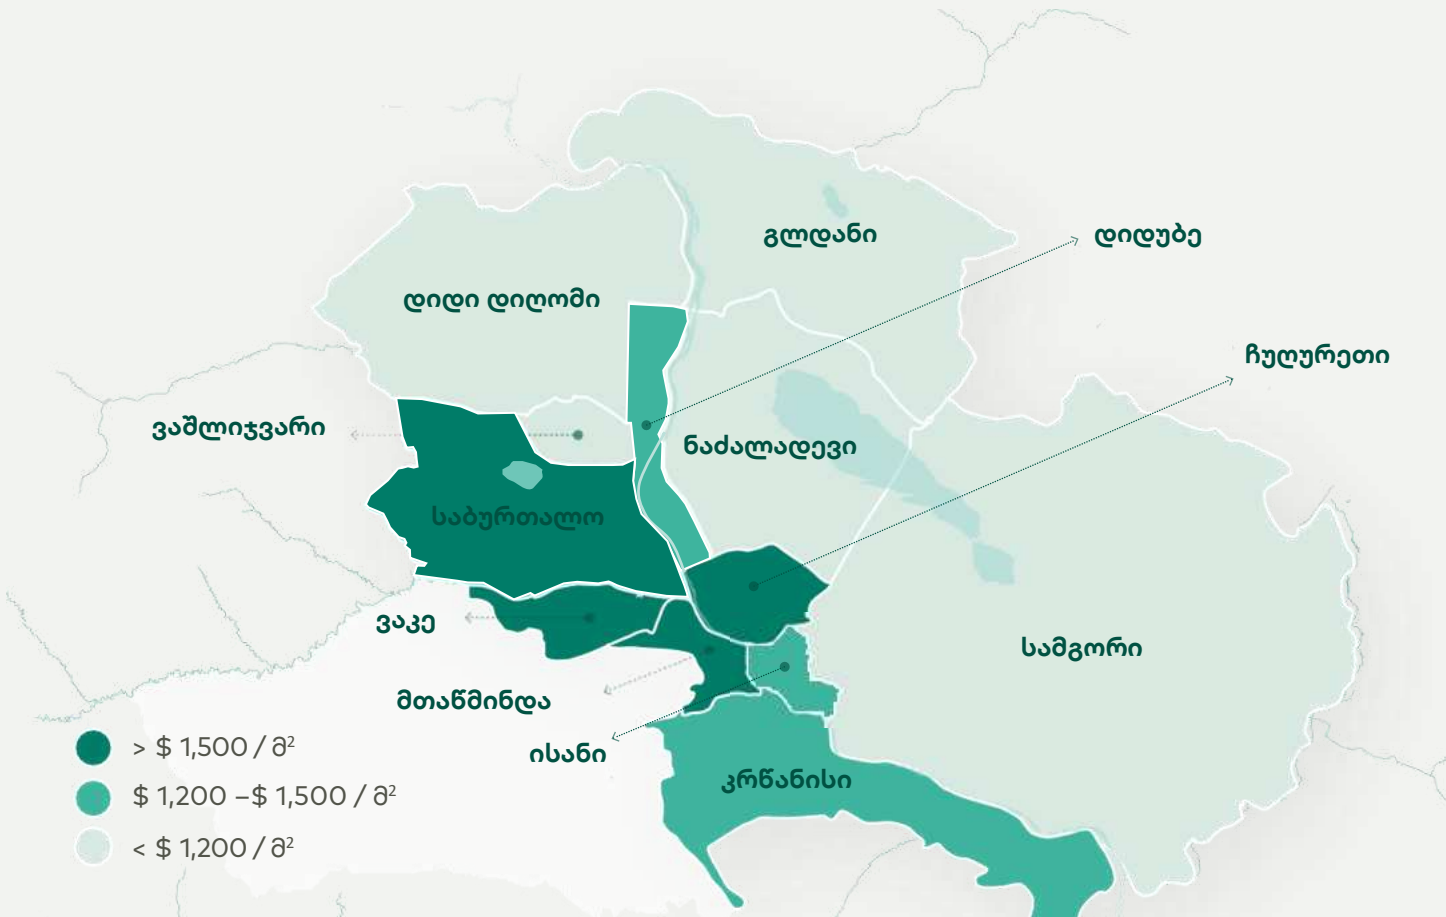 გლდანი
დიდუბე
დიდი დიღომი
ჩუღურეთი
ვაშლიჯვარი
ნაძალადევი
საბურთალო
ვაკე
სამგორი
მთაწმინდა
ისანი
კრწანისი
> $ 1,500 / მ²
$ 1,200 –$ 1,500 / მ²
< $ 1,200 / მ²